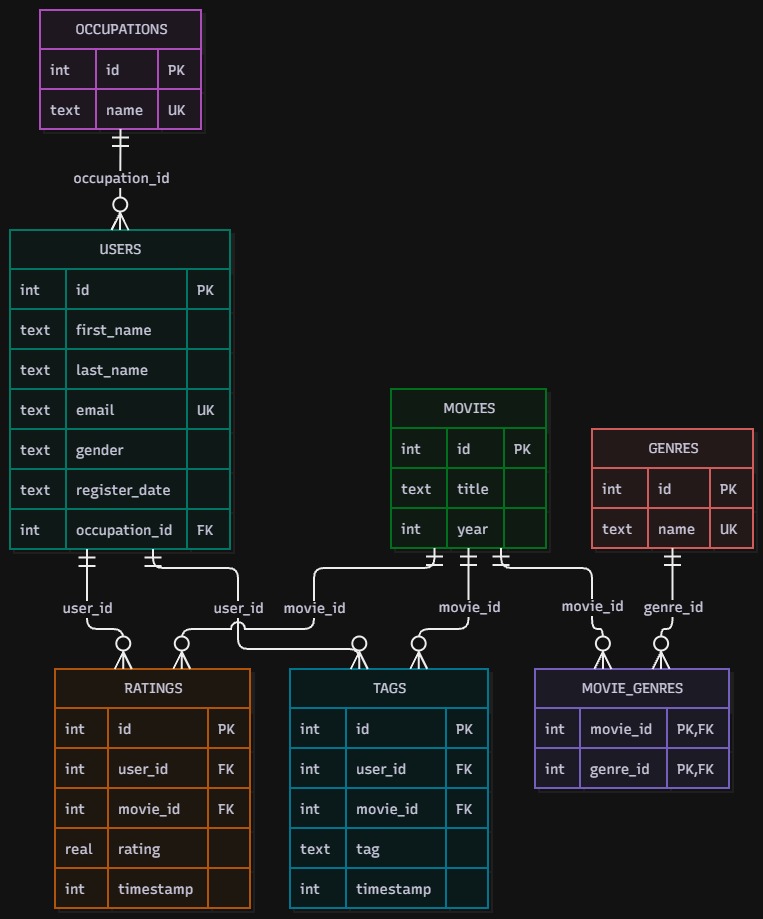 OCCUPATIONS
int id PK
text name UK
occupation_id
USERS
int id PK
text first_name
text last_name
text email UK
text gender
text register_date
int occupation_id FK
MOVIES
int id PK
text title
int year
GENRES
int id PK
text name UK
user_id
user_id
movie_id
movie_id
movie_id
genre_id
RATINGS
int id PK
int user_id FK
int movie_id FK
real rating
int timestamp
TAGS
int id PK
int user_id FK
int movie_id FK
text tag
int timestamp
MOVIE_GENRES
int movie_id PK,FK
int genre_id PK,FK